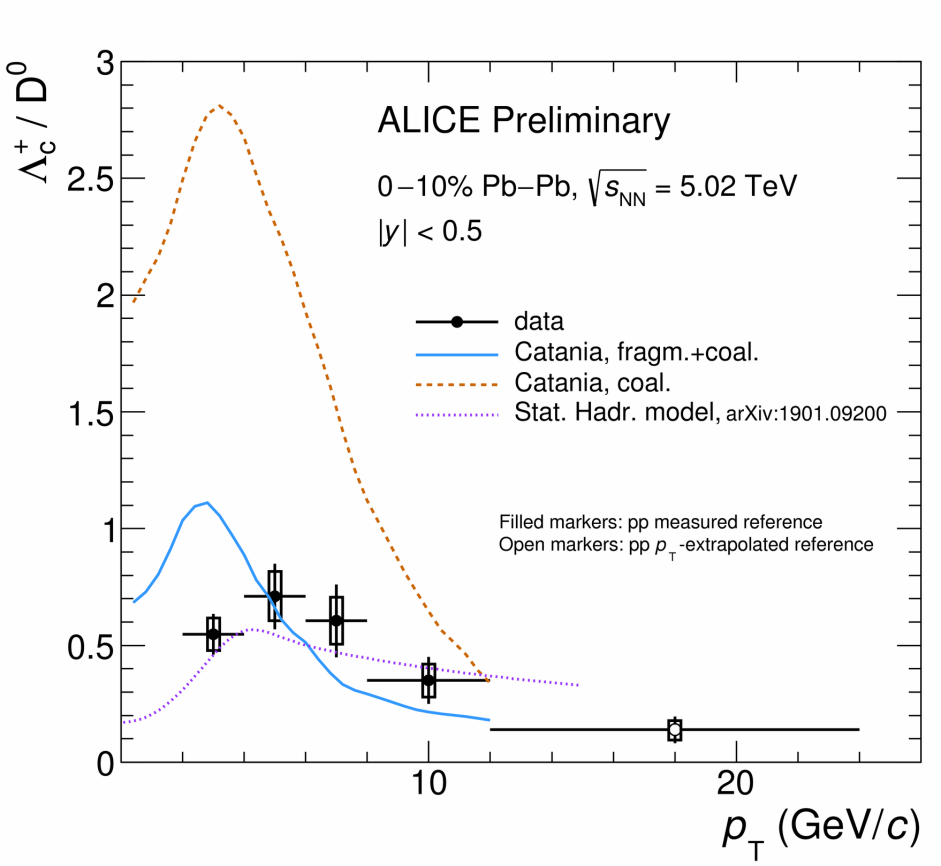 Λc+ / D0
3
2.5
2
1.5
1
0.5
0
ALICE Preliminary
0−10% Pb−Pb, √sNN = 5.02 TeV
|y| < 0.5
data
Catania, fragm.+coal.
Catania, coal.
Stat. Hadr. model, arXiv:1901.09200
Filled markers: pp measured reference
Open markers: pp pT-extrapolated reference
10 20
pT (GeV/c)